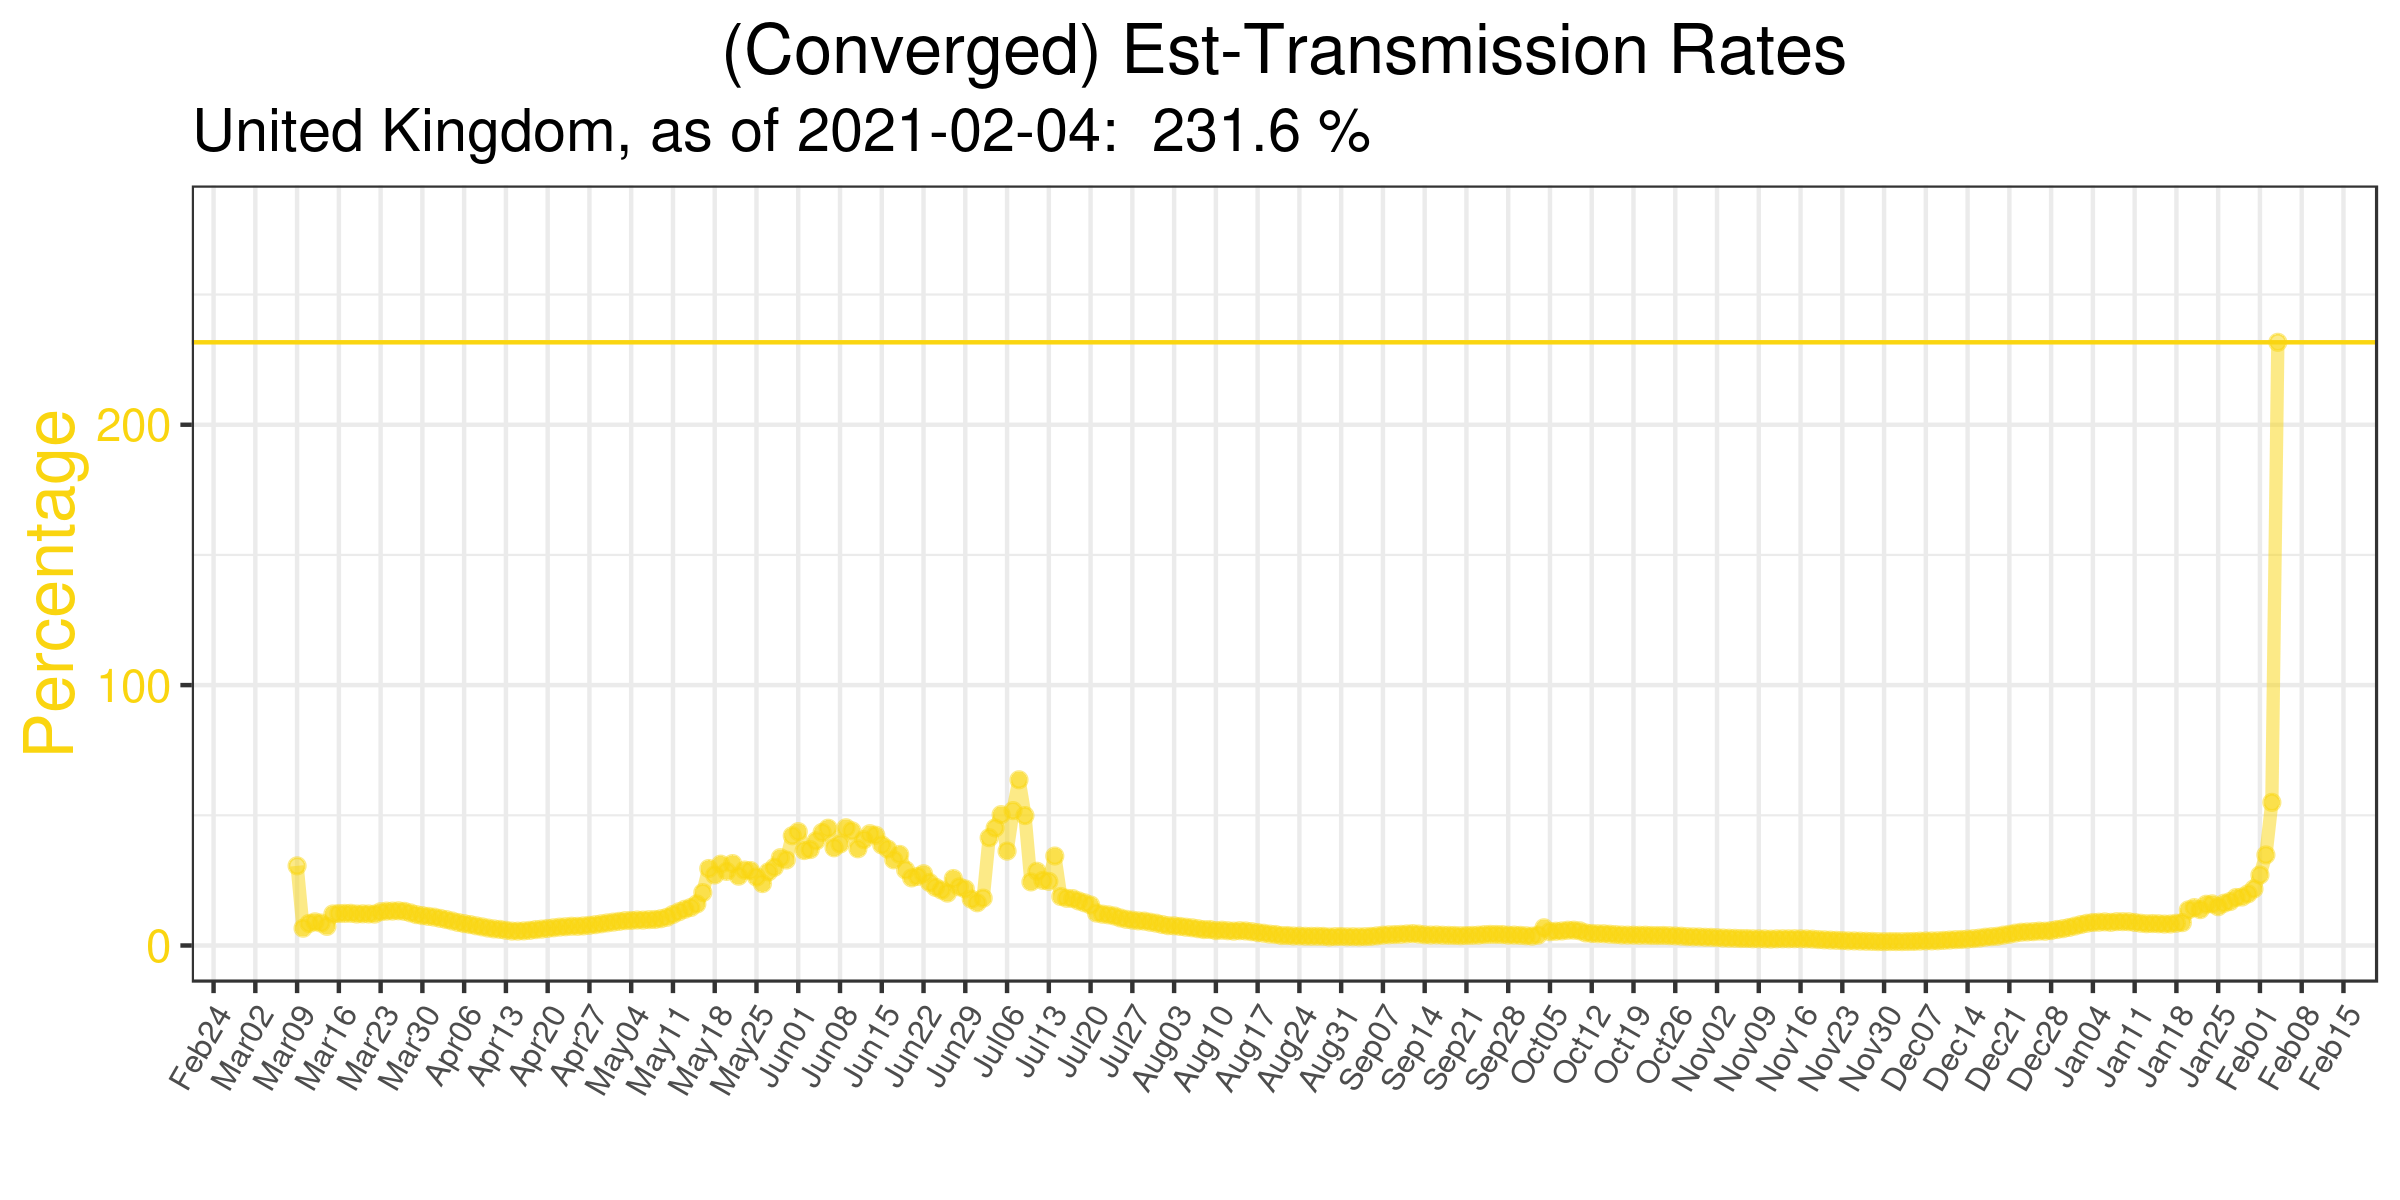 (Converged) Est-Transmission Rates
United Kingdom, as of 2021-02-04:  231.6 %
Percentage
200
100
0
Feb24
Mar02
Mar09
Mar16
Mar23
Mar30
Apr06
Apr13
Apr20
Apr27
May04
May11
May18
May25
Jun01
Jun08
Jun15
Jun22
Jun29
Jul06
Jul13
Jul20
Jul27
Aug03
Aug10
Aug17
Aug24
Aug31
Sep07
Sep14
Sep21
Sep28
Oct05
Oct12
Oct19
Oct26
Nov02
Nov09
Nov16
Nov23
Nov30
Dec07
Dec14
Dec21
Dec28
Jan04
Jan11
Jan18
Jan25
Feb01
Feb08
Feb15